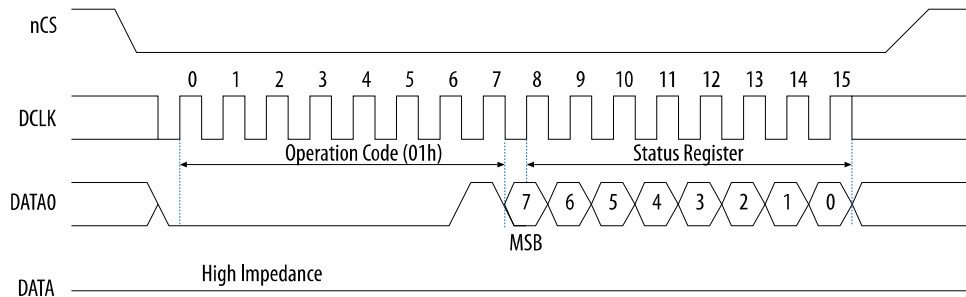 nCS
0 1 2 3 4 5 6 7 8 9 10 11 12 13 14 15
DCLK
Operation Code (01h) Status Register
DATA0 7 6 5 4 3 2 1 0
MSB
High Impedance
DATA